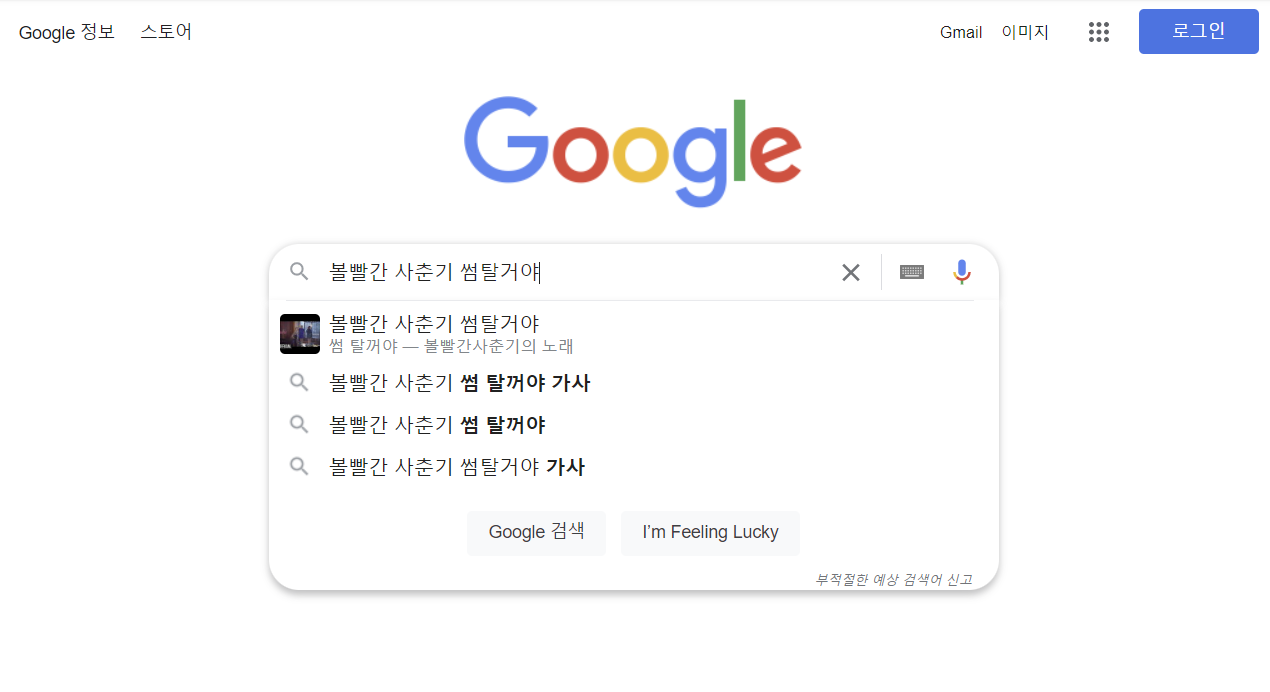 Google 정보 스토어 Gmail 이미지 로그인
Google
볼빨간 사춘기 썸탈거야
볼빨간 사춘기 썸탈거야
썸 탈꺼야 — 볼빨간사춘기의 노래
볼빨간 사춘기 썸 탈꺼야 가사
볼빨간 사춘기 썸 탈꺼야
볼빨간 사춘기 썸탈거야 가사
Google 검색 I'm Feeling Lucky
부적절한 예상 검색어 신고